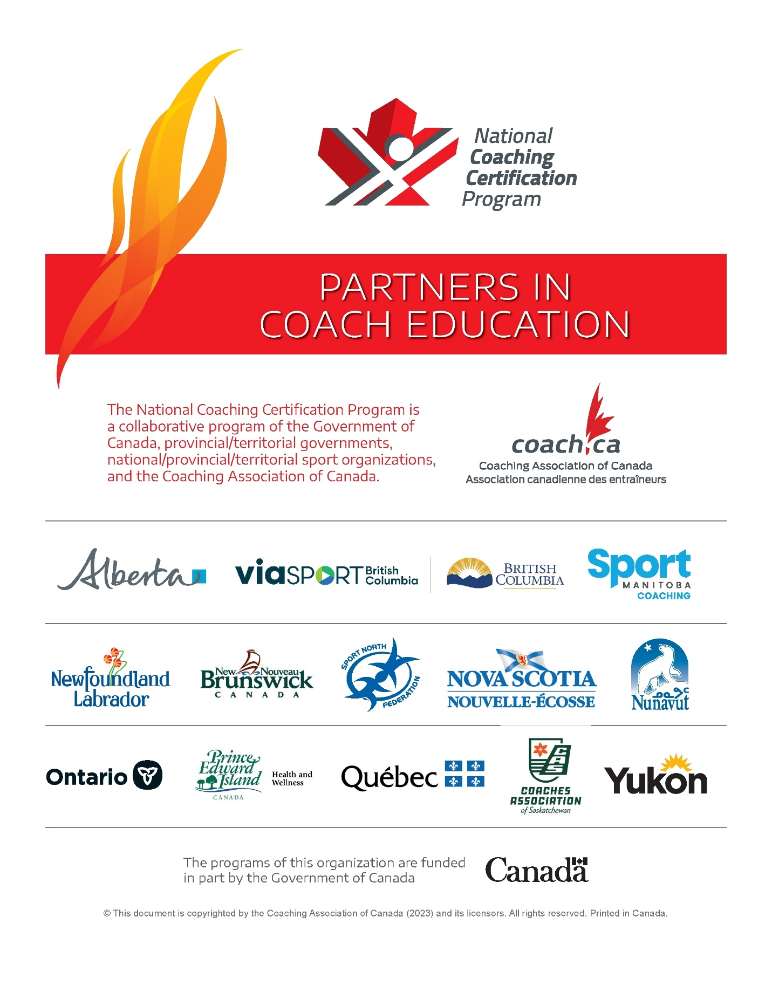 National
Coaching
Certification
Program
PARTNERS IN
COACH EDUCATION
The National Coaching Certification Program is
a collaborative program of the Government of
Canada, provincial/territorial governments,
national/provincial/territorial sport organizations,
and the Coaching Association of Canada.
coach.ca
Coaching Association of Canada
Association canadienne des entraîneurs
Alberta
viaSPORT British
Columbia
BRITISH
COLUMBIA
Sport
MANITOBA
COACHING
Newfoundland
Labrador
New Nouveau
Brunswick
CANADA
SPORT NORTH
FEDERATION
NOVA SCOTIA
NOUVELLE-ÉCOSSE
ᓄᓇᕗᑦ
Nunavut
Ontario
Prince
Edward
Island
CANADA
Health and
Wellness
Québec
CAS
COACHES
ASSOCIATION
of Saskatchewan
Yukon
The programs of this organization are funded
in part by the Government of Canada
Canada
© This document is copyrighted by the Coaching Association of Canada (2023) and its licensors. All rights reserved. Printed in Canada.